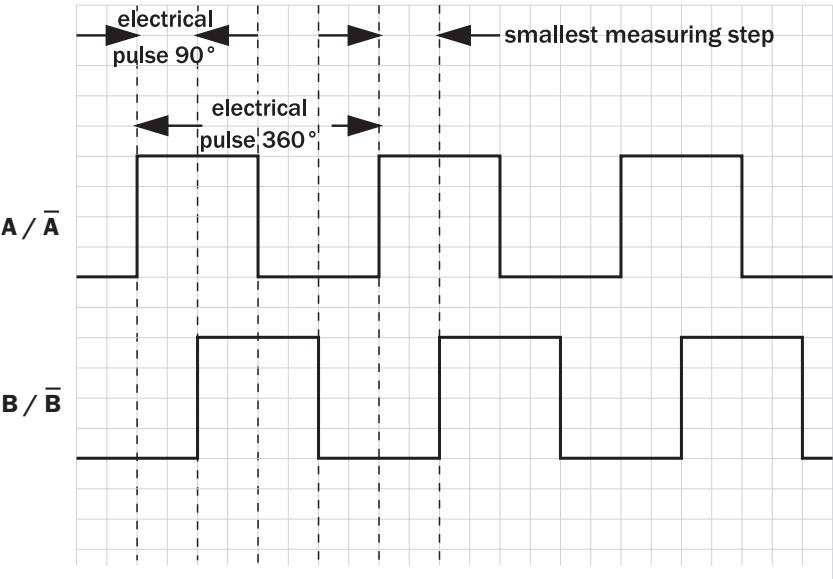 electrical
pulse 90°
smallest measuring step
electrical
pulse 360°
A / A̅
B / B̅